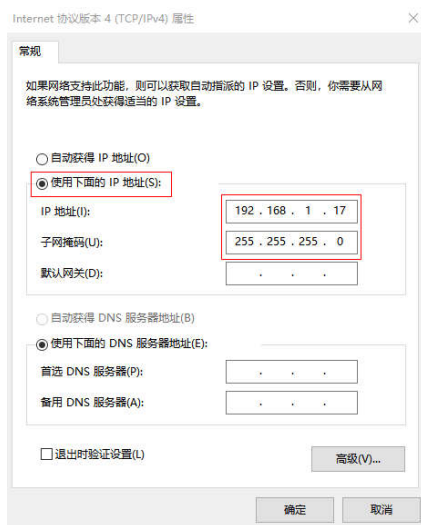 Internet 协议版本 4 (TCP/IPv4) 属性
常规
如果网络支持此功能，则可以获取自动指派的 IP 设置。否则，你需要从网
络系统管理员处获得适当的 IP 设置。
自动获得 IP 地址(O)
使用下面的 IP 地址(S):
IP 地址(I): 192 . 168 . 1 . 17
子网掩码(U): 255 . 255 . 255 . 0
默认网关(D): . . .
自动获得 DNS 服务器地址(B)
使用下面的 DNS 服务器地址(E):
首选 DNS 服务器(P): . . .
备用 DNS 服务器(A): . . .
退出时验证设置(L)
高级(V)...
确定 取消